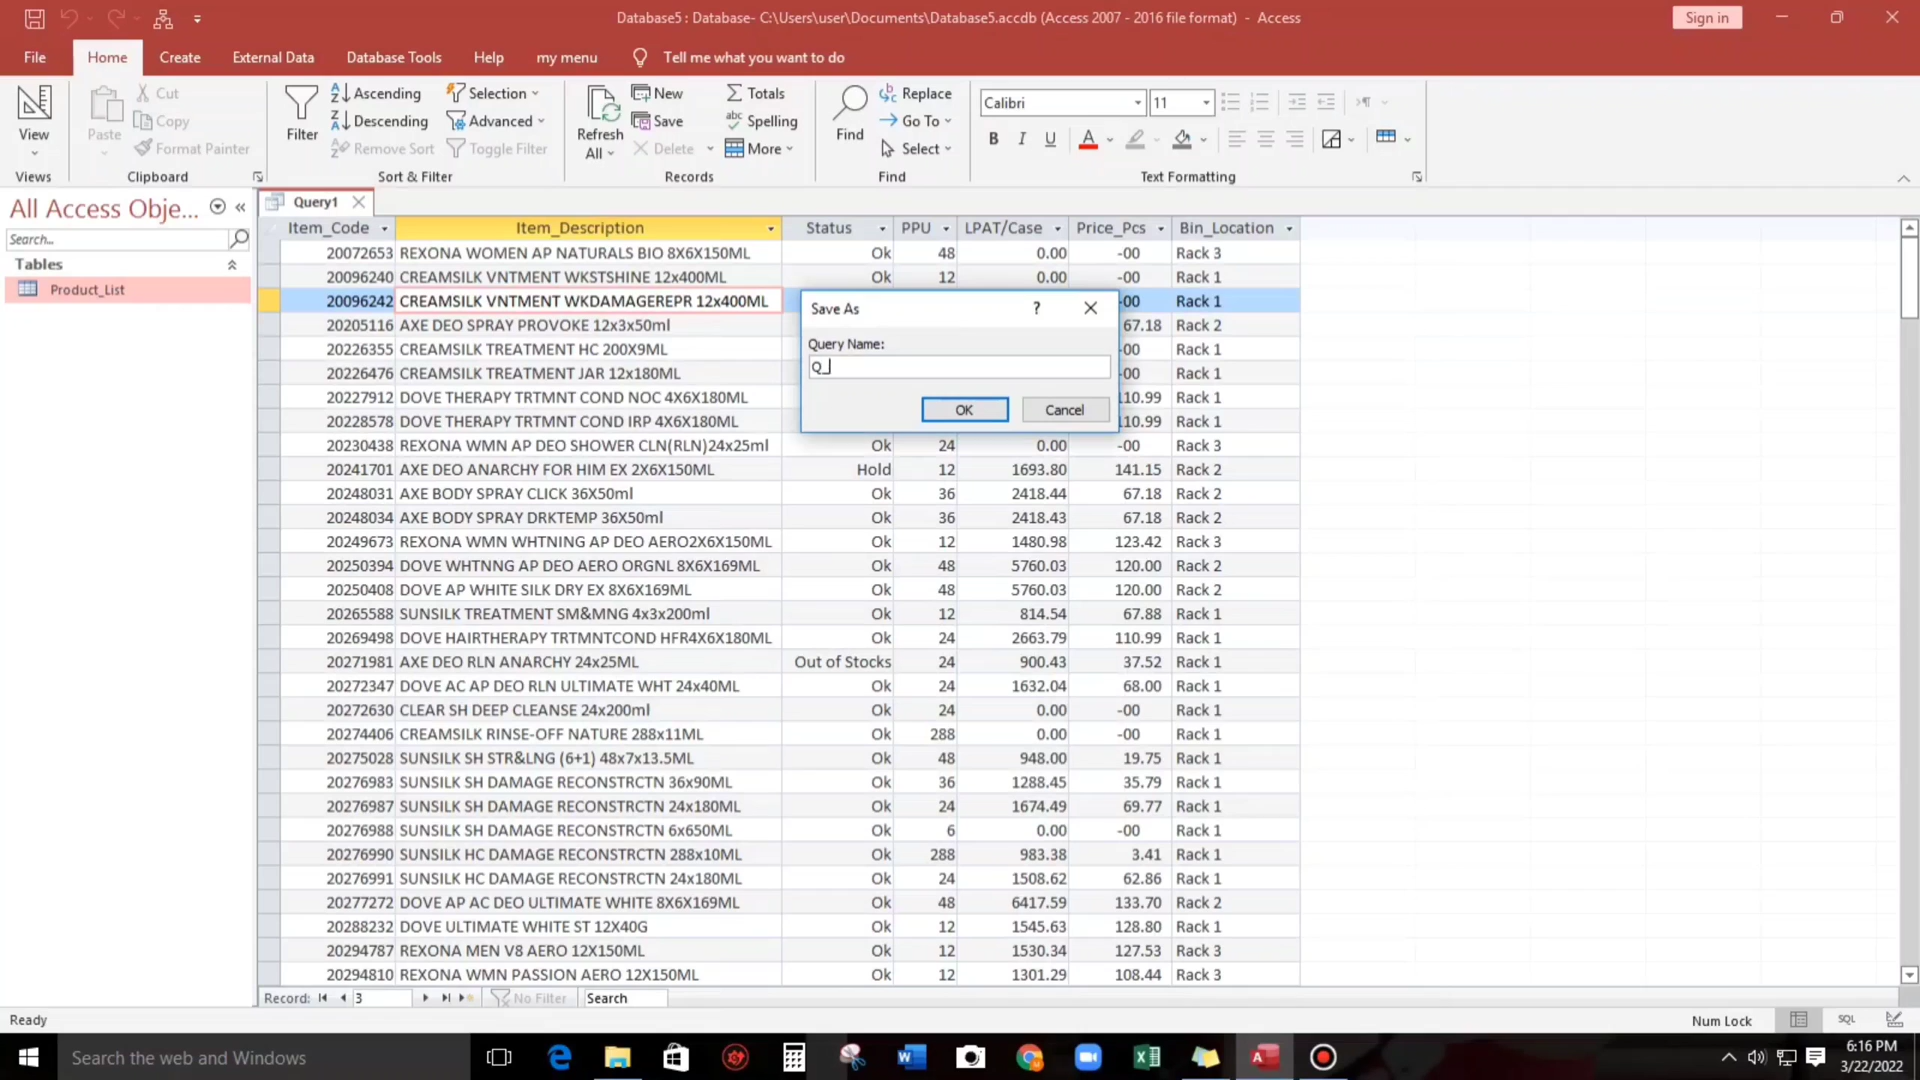 Database5 : Database- C:\Users\user\Documents\Database5.accdb (Access 2007 - 2016 file format) - Access
Sign in
File Home Create External Data Database Tools Help my menu Tell me what you want to do
View
Views
Paste
Cut
Copy
Format Painter
Clipboard
Filter
Ascending
Descending
Remove Sort
Selection
Advanced
Toggle Filter
Sort & Filter
Refresh All
New
Save
Delete
Totals
Spelling
More
Records
Find
Replace
Go To
Select
Find
Calibri 11
B I U A
Text Formatting
All Access Obje...
Search...
Tables
Product_List
Query1
Item_Code Item_Description Status PPU LPAT/Case Price_Pcs Bin_Location
20072653 REXONA WOMEN AP NATURALS BIO 8X6X150ML Ok 48 0.00 -00 Rack 3
20096240 CREAMSILK VNTMENT WKSTSHINE 12x400ML Ok 12 0.00 -00 Rack 1
20096242 CREAMSILK VNTMENT WKDAMAGEREPR 12x400ML -00 Rack 1
20205116 AXE DEO SPRAY PROVOKE 12x3x50ml 67.18 Rack 2
20226355 CREAMSILK TREATMENT HC 200X9ML -00 Rack 1
20226476 CREAMSILK TREATMENT JAR 12x180ML -00 Rack 1
20227912 DOVE THERAPY TRTMNT COND NOC 4X6X180ML 110.99 Rack 1
20228578 DOVE THERAPY TRTMNT COND IRP 4X6X180ML 110.99 Rack 1
20230438 REXONA WMN AP DEO SHOWER CLN(RLN)24x25ml Ok 24 0.00 -00 Rack 3
20241701 AXE DEO ANARCHY FOR HIM EX 2X6X150ML Hold 12 1693.80 141.15 Rack 2
20248031 AXE BODY SPRAY CLICK 36X50ml Ok 36 2418.44 67.18 Rack 2
20248034 AXE BODY SPRAY DRKTEMP 36X50ml Ok 36 2418.43 67.18 Rack 2
20249673 REXONA WMN WHTNING AP DEO AERO2X6X150ML Ok 12 1480.98 123.42 Rack 3
20250394 DOVE WHTNNG AP DEO AERO ORGNL 8X6X169ML Ok 48 5760.03 120.00 Rack 2
20250408 DOVE AP WHITE SILK DRY EX 8X6X169ML Ok 48 5760.03 120.00 Rack 2
20265588 SUNSILK TREATMENT SM&MNG 4x3x200ml Ok 12 814.54 67.88 Rack 1
20269498 DOVE HAIRTHERAPY TRTMNTCOND HFR4X6X180ML Ok 24 2663.79 110.99 Rack 1
20271981 AXE DEO RLN ANARCHY 24x25ML Out of Stocks 24 900.43 37.52 Rack 1
20272347 DOVE AC AP DEO RLN ULTIMATE WHT 24x40ML Ok 24 1632.04 68.00 Rack 1
20272630 CLEAR SH DEEP CLEANSE 24x200ml Ok 24 0.00 -00 Rack 1
20274406 CREAMSILK RINSE-OFF NATURE 288x11ML Ok 288 0.00 -00 Rack 1
20275028 SUNSILK SH STR&LNG (6+1) 48x7x13.5ML Ok 48 948.00 19.75 Rack 1
20276983 SUNSILK SH DAMAGE RECONSTRCTN 36x90ML Ok 36 1288.45 35.79 Rack 1
20276987 SUNSILK SH DAMAGE RECONSTRCTN 24x180ML Ok 24 1674.49 69.77 Rack 1
20276988 SUNSILK SH DAMAGE RECONSTRCTN 6x650ML Ok 6 0.00 -00 Rack 1
20276990 SUNSILK HC DAMAGE RECONSTRCTN 288x10ML Ok 288 983.38 3.41 Rack 1
20276991 SUNSILK HC DAMAGE RECONSTRCTN 24x180ML Ok 24 1508.62 62.86 Rack 1
20277272 DOVE AP AC DEO ULTIMATE WHITE 8X6X169ML Ok 48 6417.59 133.70 Rack 2
20288232 DOVE ULTIMATE WHITE ST 12X40G Ok 12 1545.63 128.80 Rack 1
20294787 REXONA MEN V8 AERO 12X150ML Ok 12 1530.34 127.53 Rack 3
20294810 REXONA WMN PASSION AERO 12X150ML Ok 12 1301.29 108.44 Rack 3
Save As
?
Query Name:
Q_
OK Cancel
Record: 3 No Filter Search
Ready Num Lock SQL
Search the web and Windows
6:16 PM
3/22/2022